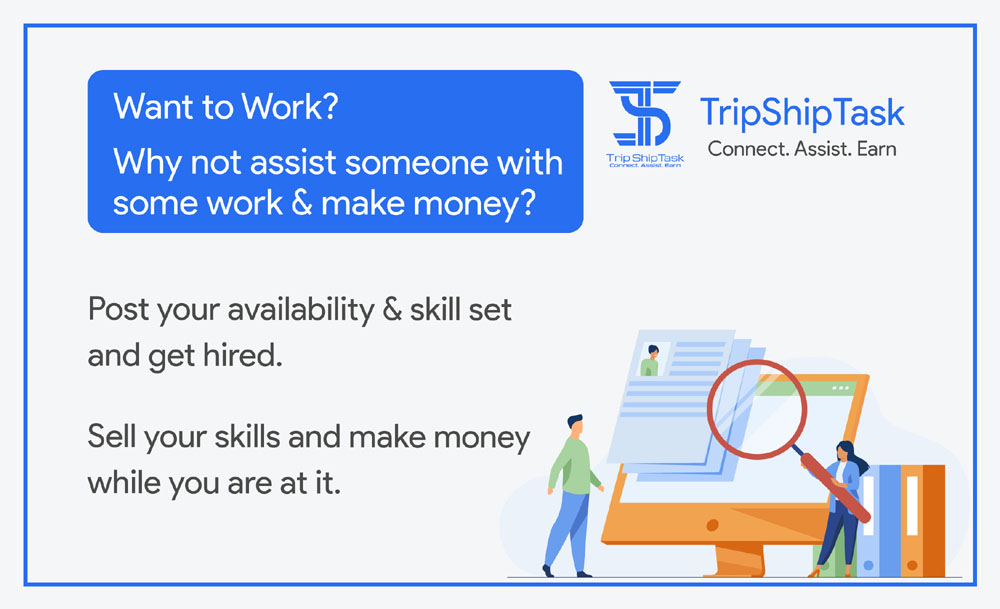 Want to Work?
Why not assist someone with
some work & make money?
TripShipTask
Connect. Assist. Earn
Trip ShipTask
Connect. Assist. Earn
Post your availability & skill set
and get hired.
Sell your skills and make money
while you are at it.